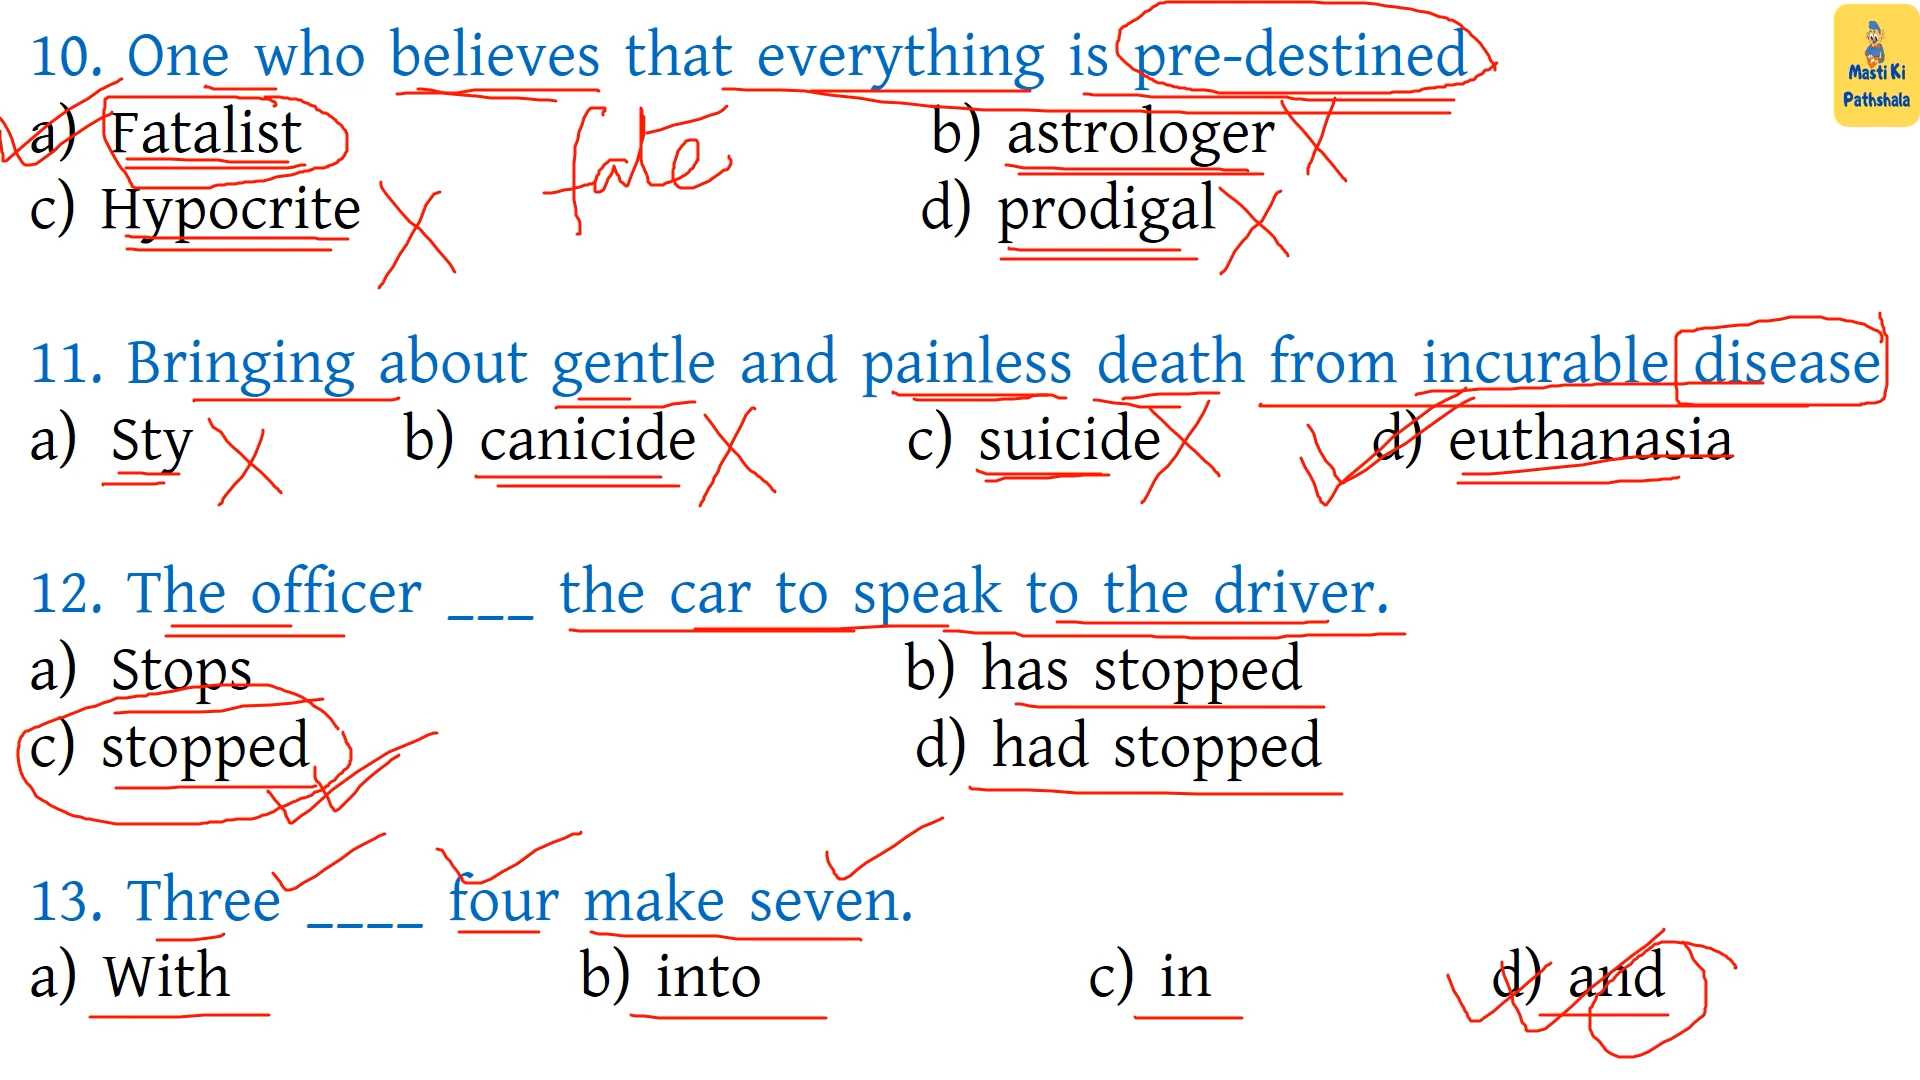 10. One who believes that everything is pre-destined
Masti Ki
Pathshala
a) Fatalist b) astrologer
fate
c) Hypocrite d) prodigal
11. Bringing about gentle and painless death from incurable disease
a) Sty b) canicide c) suicide d) euthanasia
12. The officer ___ the car to speak to the driver.
a) Stops b) has stopped
c) stopped d) had stopped
13. Three ____ four make seven.
a) With b) into c) in d) and